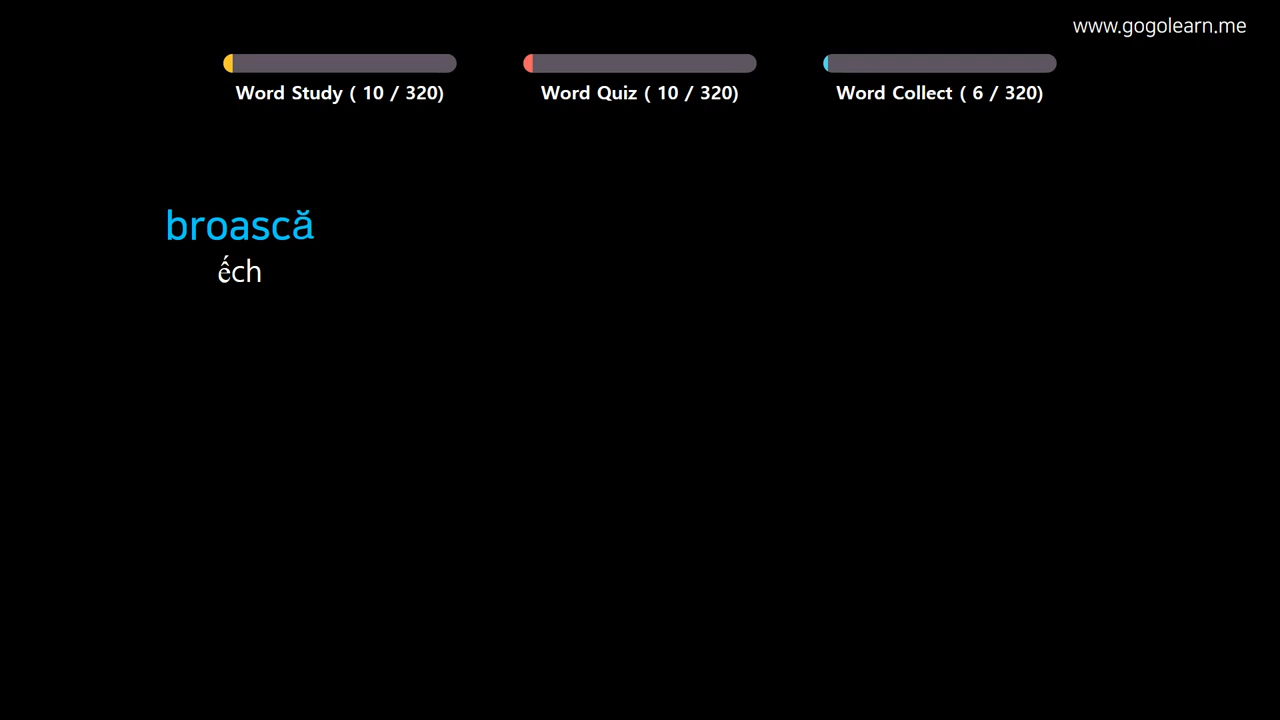 www.gogolearn.me
Word Study ( 10 / 320)
Word Quiz ( 10 / 320)
Word Collect ( 6 / 320)
broască
ếch